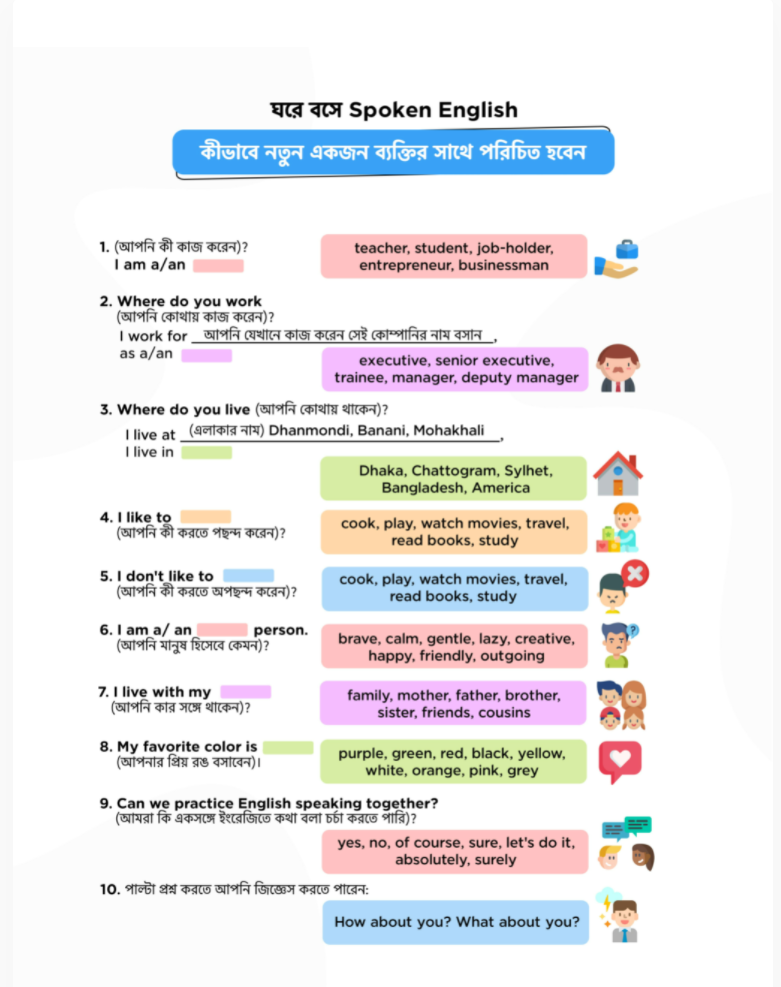 ঘরে বসে Spoken English
কীভাবে নতুন একজন ব্যক্তির সাথে পরিচিত হবেন
1. (আপনি কী কাজ করেন)?
I am a/an
teacher, student, job-holder,
entrepreneur, businessman
2. Where do you work
(আপনি কোথায় কাজ করেন)?
I work for আপনি যেখানে কাজ করেন সেই কোম্পানির নাম বসান ,
as a/an
executive, senior executive,
trainee, manager, deputy manager
3. Where do you live (আপনি কোথায় থাকেন)?
I live at (এলাকার নাম) Dhanmondi, Banani, Mohakhali ,
I live in
Dhaka, Chattogram, Sylhet,
Bangladesh, America
4. I like to
(আপনি কী করতে পছন্দ করেন)?
cook, play, watch movies, travel,
read books, study
5. I don't like to
(আপনি কী করতে অপছন্দ করেন)?
cook, play, watch movies, travel,
read books, study
6. I am a/ an person.
(আপনি মানুষ হিসেবে কেমন)?
brave, calm, gentle, lazy, creative,
happy, friendly, outgoing
7. I live with my
(আপনি কার সঙ্গে থাকেন)?
family, mother, father, brother,
sister, friends, cousins
8. My favorite color is
(আপনার প্রিয় রঙ বসাবেন)।
purple, green, red, black, yellow,
white, orange, pink, grey
9. Can we practice English speaking together?
(আমরা কি একসঙ্গে ইংরেজিতে কথা বলা চর্চা করতে পারি)?
yes, no, of course, sure, let's do it,
absolutely, surely
10. পাল্টা প্রশ্ন করতে আপনি জিজ্ঞেস করতে পারেন:
How about you? What about you?